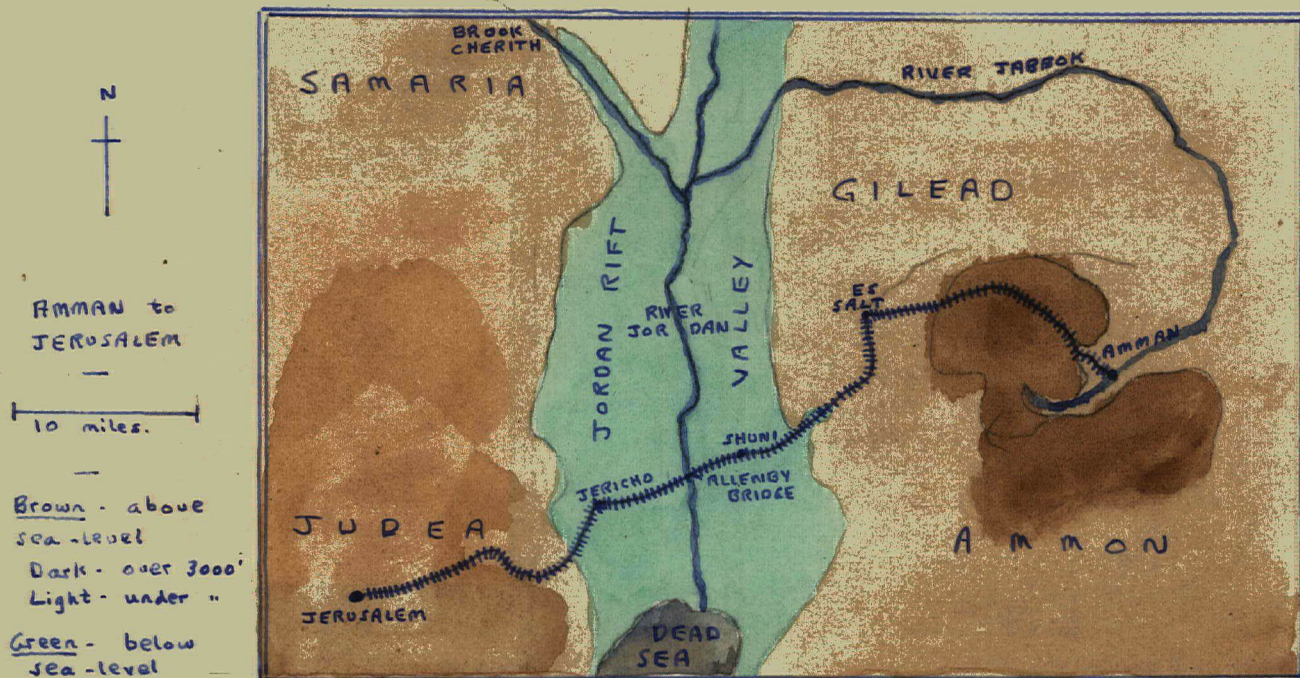 N
AMMAN to
JERUSALEM
10 miles.
Brown - above
sea-level
Dark - over 3000'
Light - under "
Green - below
sea-level
BROOK
CHERITH
SAMARIA
RIVER JABBOK
GILEAD
JORDAN RIFT
VALLEY
RIVER
JORDAN
ES
SALT
AMMAN
SHUNI
JERICHO
ALLENBY
BRIDGE
JUDEA
AMMON
JERUSALEM
DEAD
SEA